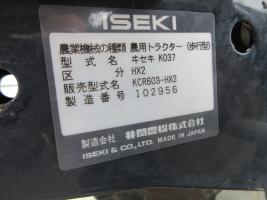 ISEKI
農業機械の種類 農用トラクター(歩行型)
型式名 ヰセキ KO37
区分 HX2
販売型式名 KCR603-HX2
製造番号 102956
製造会社 井関農機株式会社
ISEKI & CO., LTD. MADE IN JAPAN